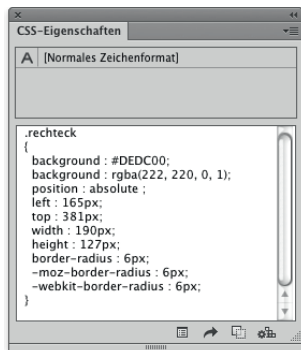 CSS-Eigenschaften
A [Normales Zeichenformat]
.rechteck
{
background : #DEDC00;
background : rgba(222, 220, 0, 1);
position : absolute ;
left : 165px;
top : 381px;
width : 190px;
height : 127px;
border-radius : 6px;
-moz-border-radius : 6px;
-webkit-border-radius : 6px;
}